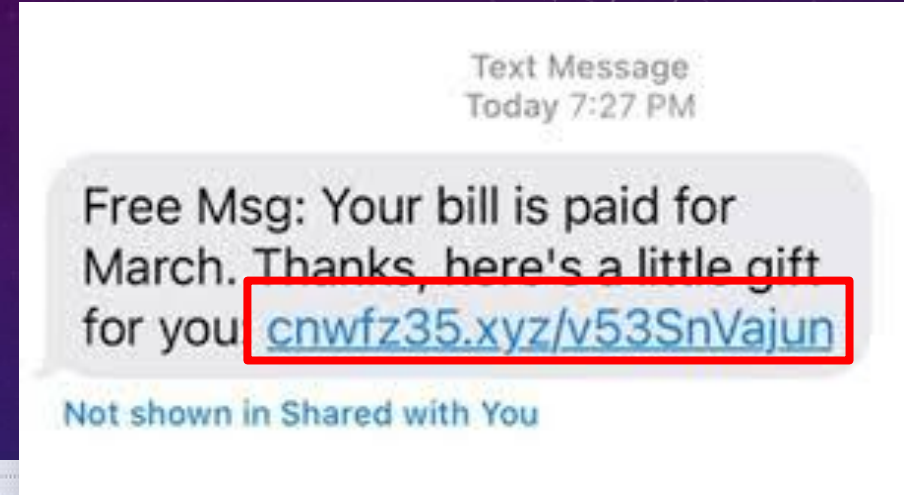 Text Message
Today 7:27 PM
Free Msg: Your bill is paid for
March. Thanks, here's a little gift
for you: cnwfz35.xyz/v53SnVajun
Not shown in Shared with You